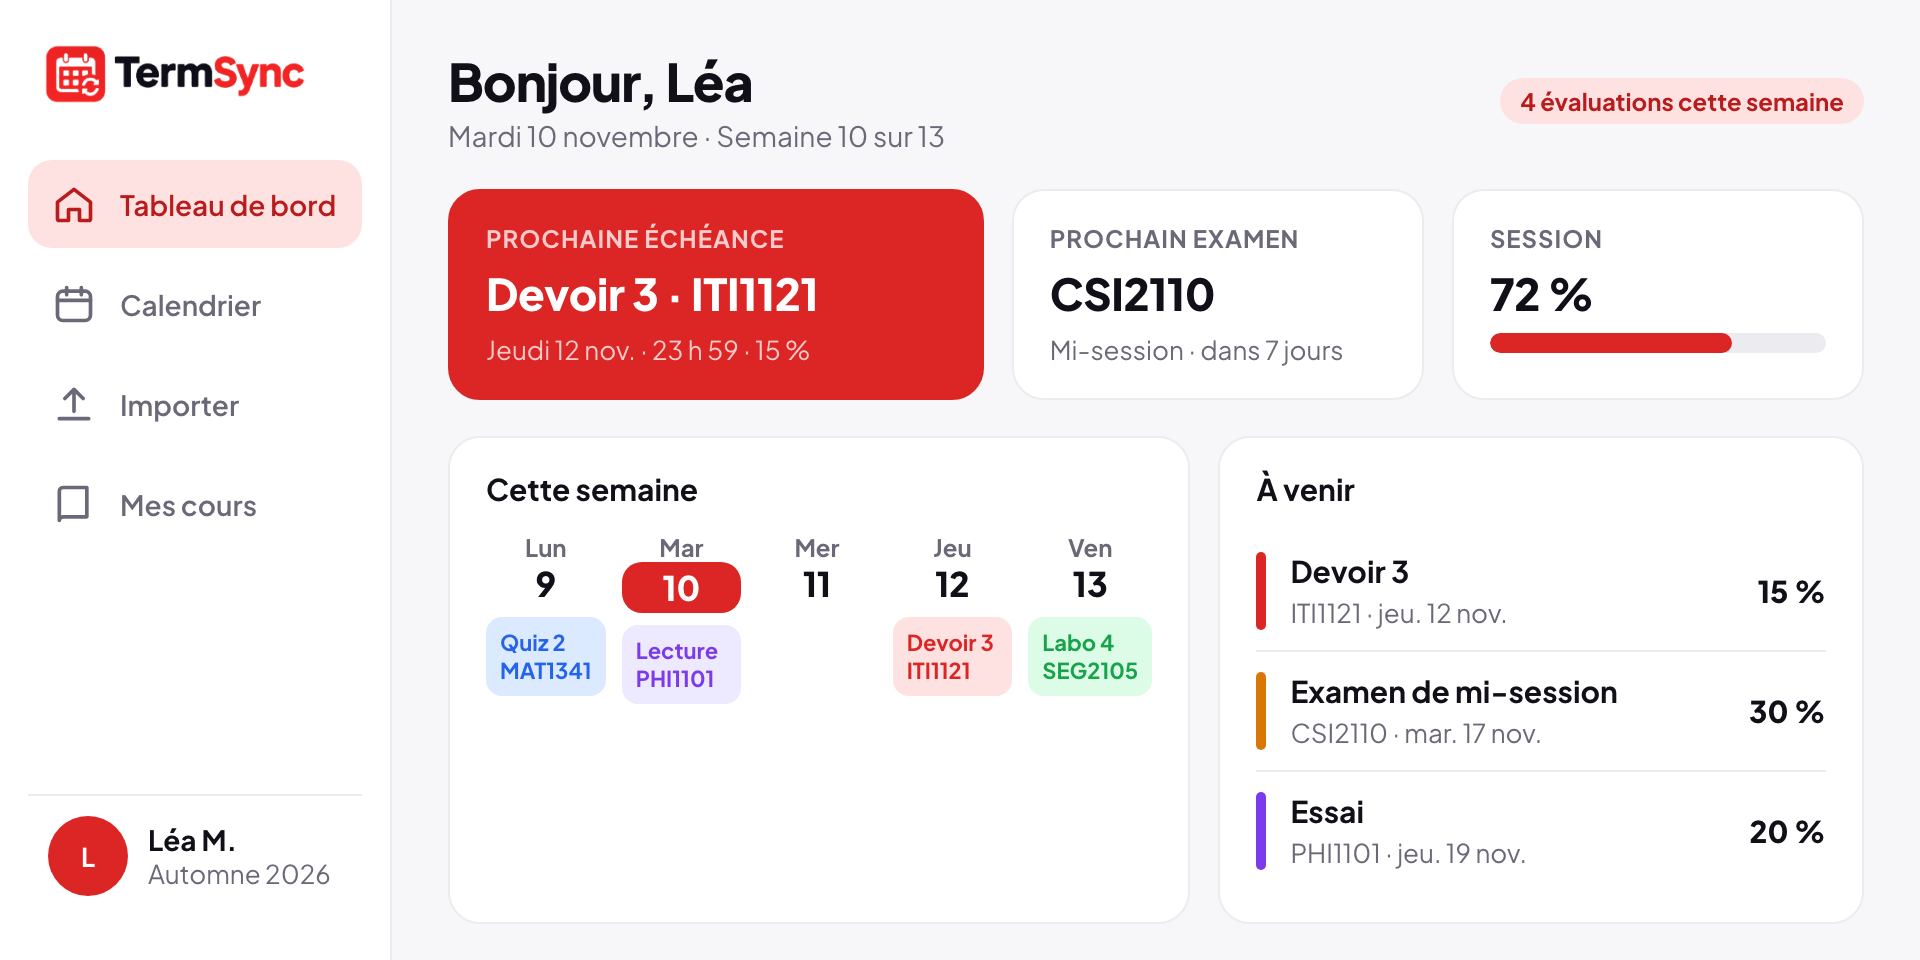 TermSync
Tableau de bord
Calendrier
Importer
Mes cours
L
Léa M.
Automne 2026
Bonjour, Léa
Mardi 10 novembre · Semaine 10 sur 13
4 évaluations cette semaine
PROCHAINE ÉCHÉANCE
Devoir 3 · ITI1121
Jeudi 12 nov. · 23 h 59 · 15 %
PROCHAIN EXAMEN
CSI2110
Mi-session · dans 7 jours
SESSION
72 %
Cette semaine
Lun
9
Quiz 2
MAT1341
Mar
10
Lecture
PHI1101
Mer
11
Jeu
12
Devoir 3
ITI1121
Ven
13
Labo 4
SEG2105
À venir
Devoir 3
ITI1121 · jeu. 12 nov.
15 %
Examen de mi-session
CSI2110 · mar. 17 nov.
30 %
Essai
PHI1101 · jeu. 19 nov.
20 %